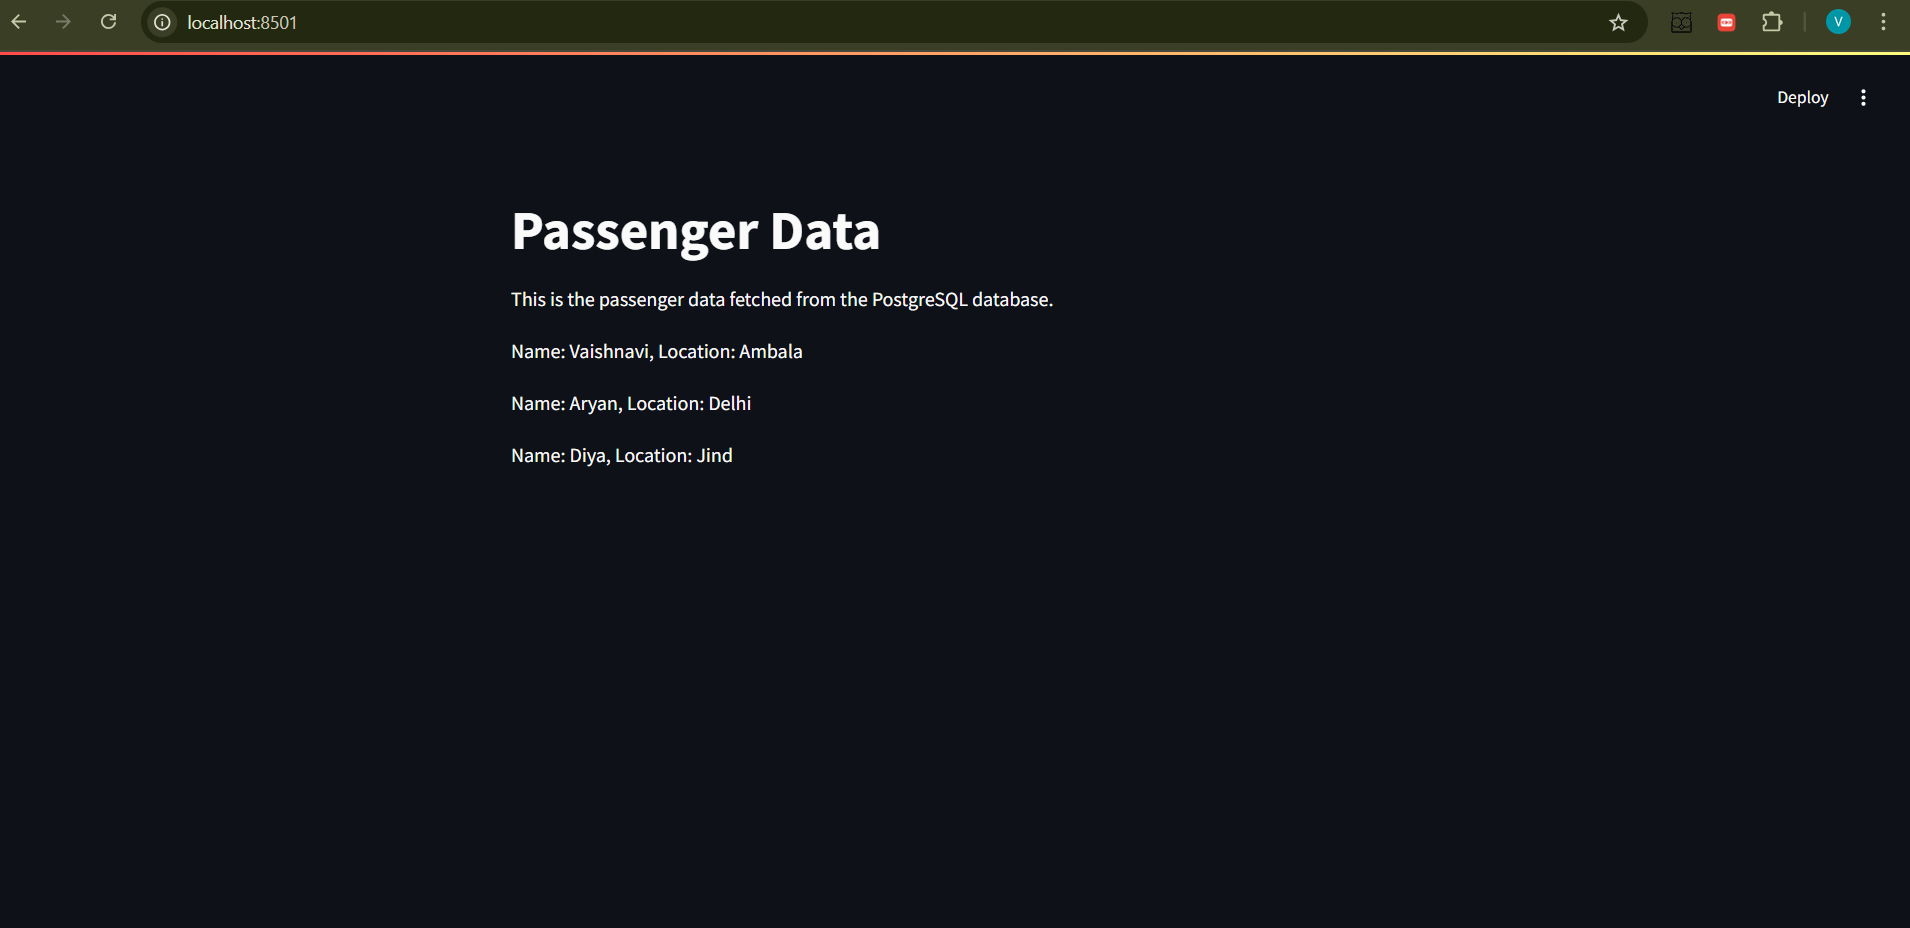 localhost:8501
V
Deploy
Passenger Data
This is the passenger data fetched from the PostgreSQL database.
Name: Vaishnavi, Location: Ambala
Name: Aryan, Location: Delhi
Name: Diya, Location: Jind